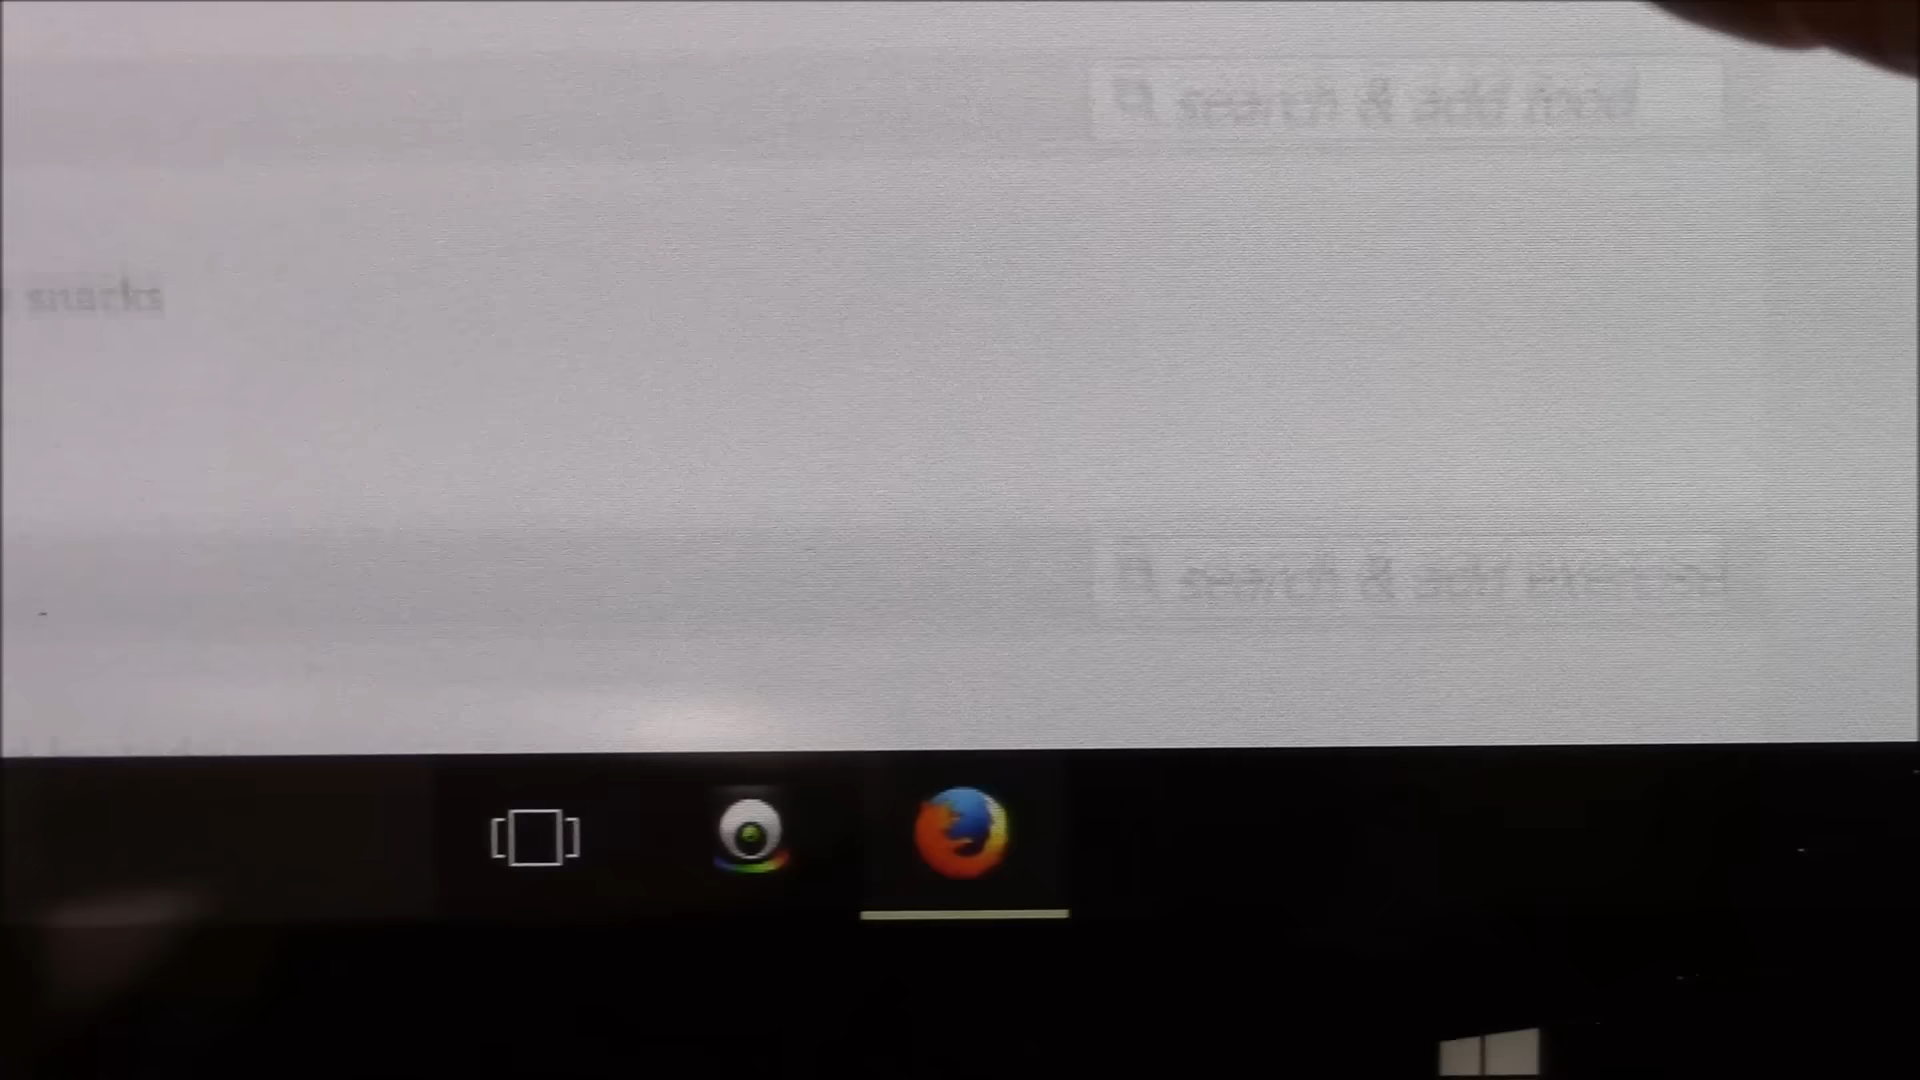 search & add food
snacks
search & add exercise